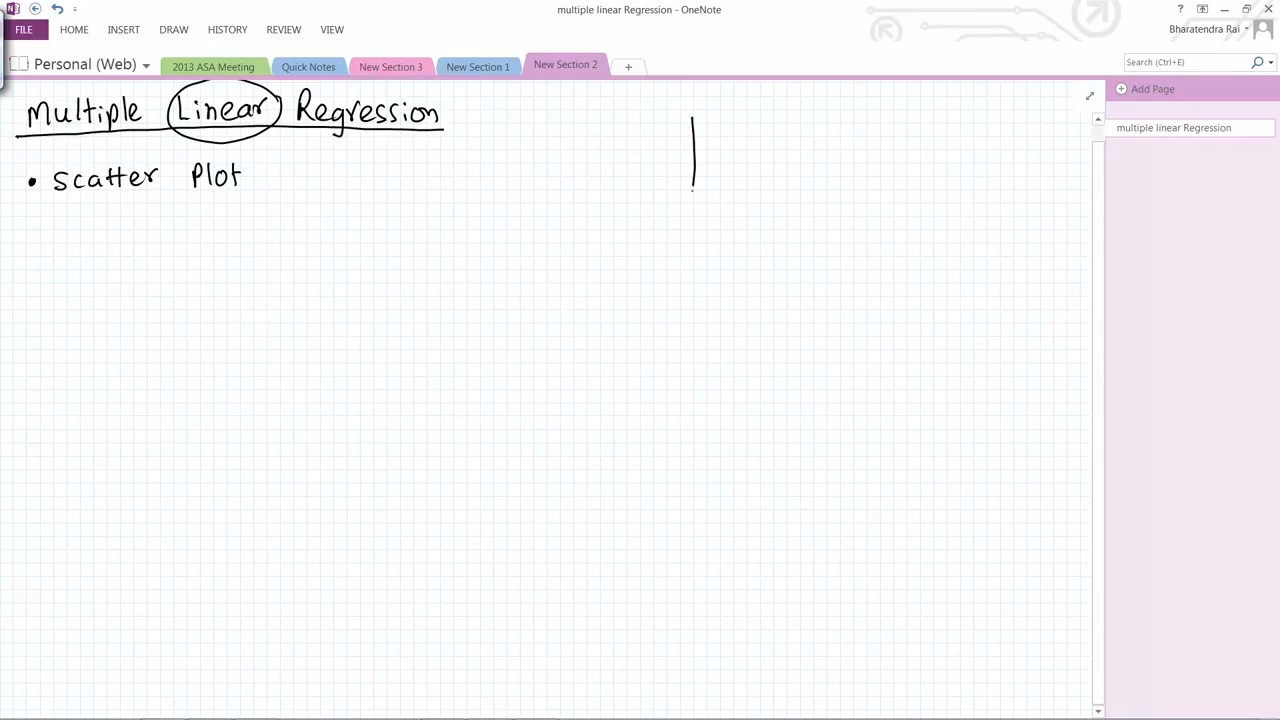 multiple linear Regression - OneNote
?
FILE HOME INSERT DRAW HISTORY REVIEW VIEW
Bharatendra Rai
Personal (Web) 2013 ASA Meeting Quick Notes New Section 3 New Section 1 New Section 2 +
Search (Ctrl+E)
Add Page
multiple linear Regression
Multiple Linear Regression
• scatter Plot